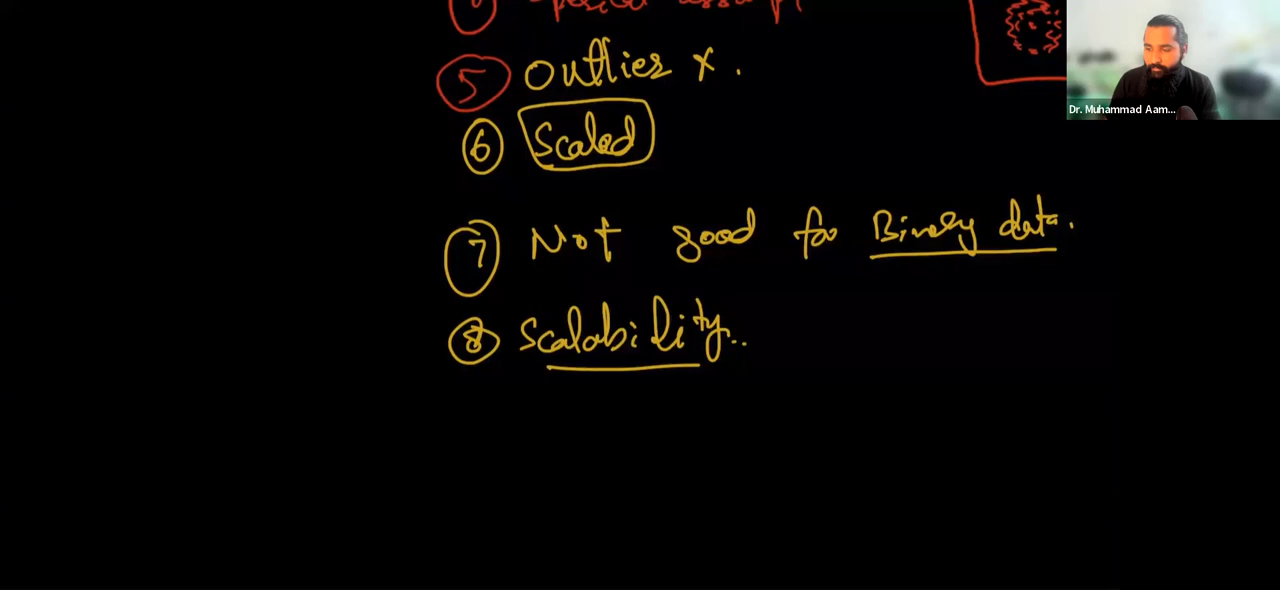 5 Outlier x.
6 Scaled
7 Not good for Binary data.
8 Scalability..
Dr. Muhammad Aam...